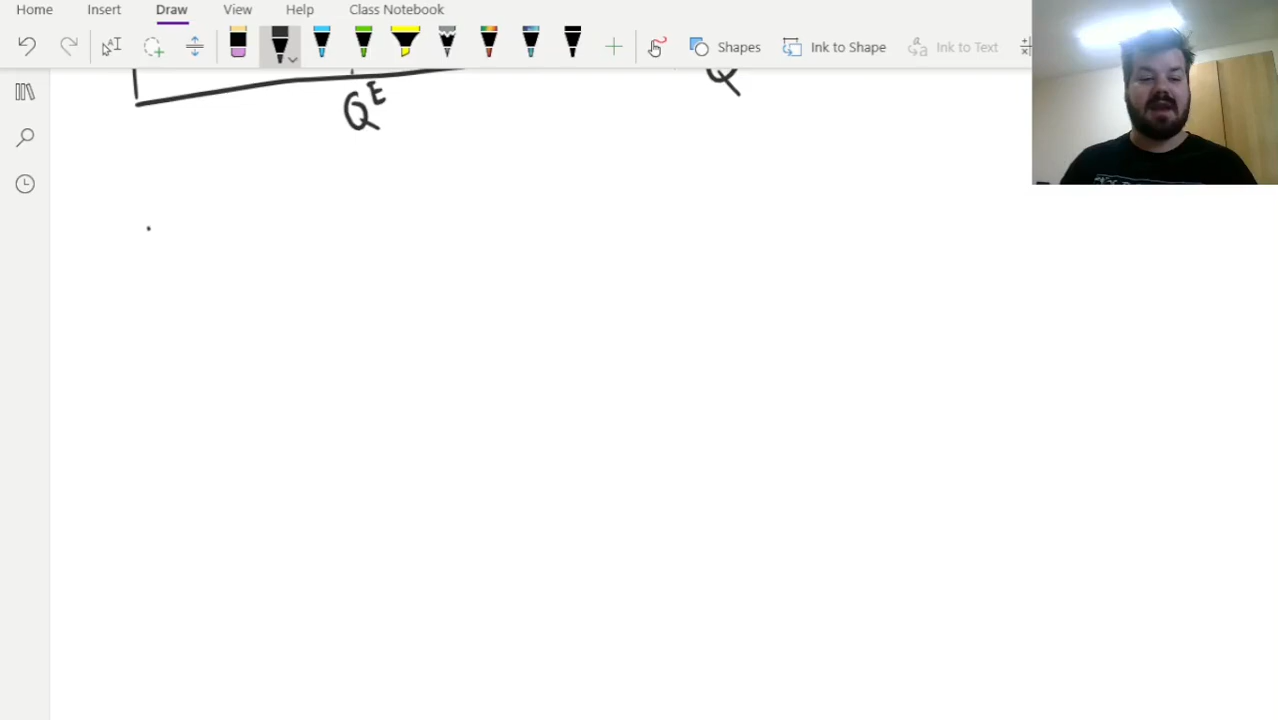 Home Insert Draw View Help Class Notebook
Shapes Ink to Shape Ink to Text
Q
Q^E